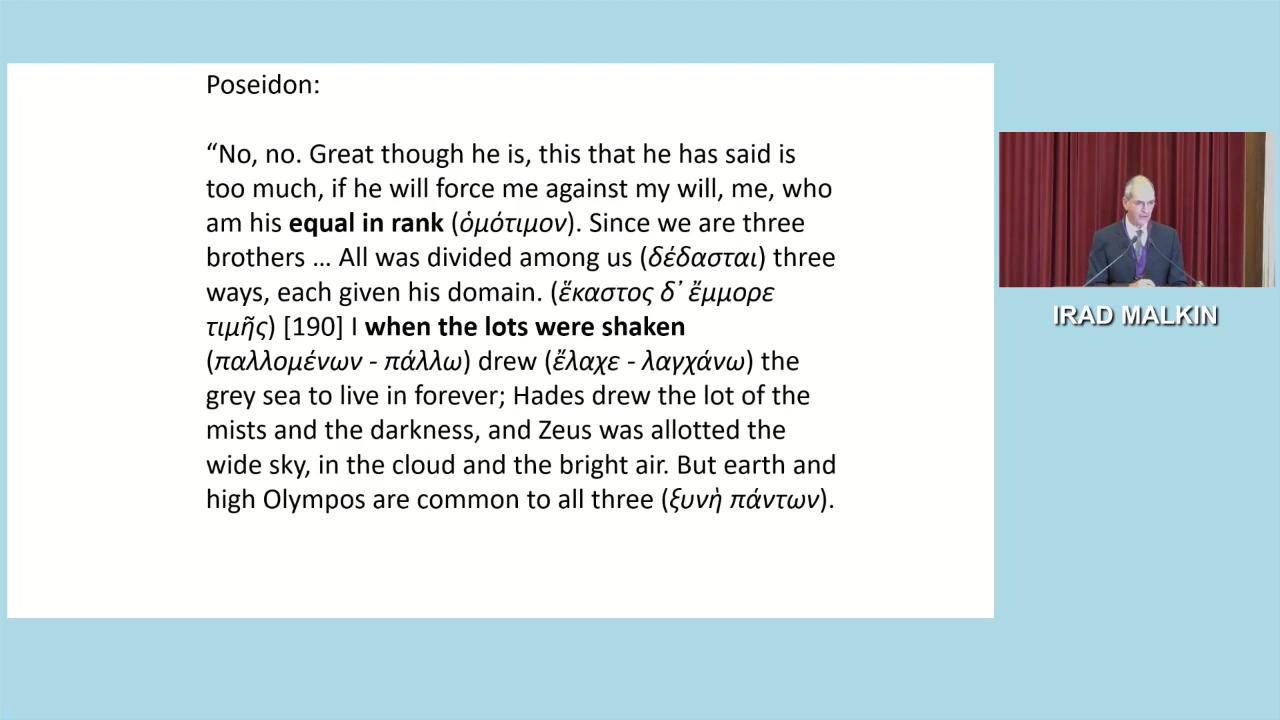 Poseidon:
“No, no. Great though he is, this that he has said is
too much, if he will force me against my will, me, who
am his equal in rank (ὁμότιμον). Since we are three
brothers … All was divided among us (δέδασται) three
ways, each given his domain. (ἕκαστος δ᾽ ἔμμορε
τιμῆς) [190] I when the lots were shaken
(παλλομένων - πάλλω) drew (ἔλαχε - λαγχάνω) the
grey sea to live in forever; Hades drew the lot of the
mists and the darkness, and Zeus was allotted the
wide sky, in the cloud and the bright air. But earth and
high Olympos are common to all three (ξυνὴ πάντων).
IRAD MALKIN